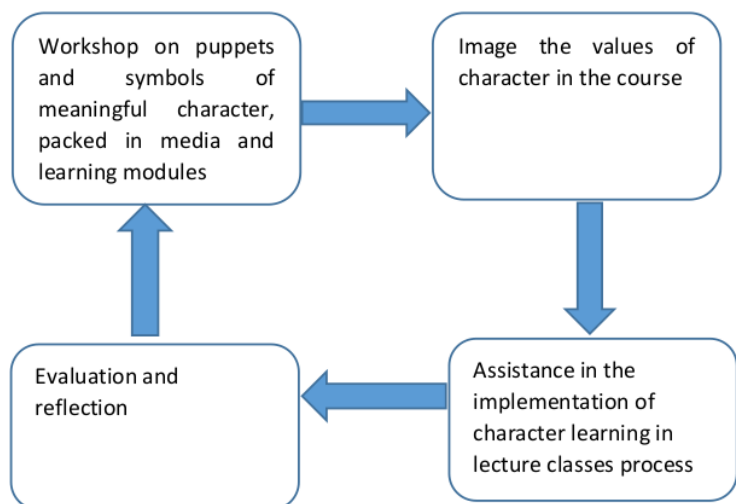 Workshop on puppets
and symbols of
meaningful character,
packed in media and
learning modules
Image the values of
character in the course
Assistance in the
implementation of
character learning in
lecture classes process
Evaluation and
reflection